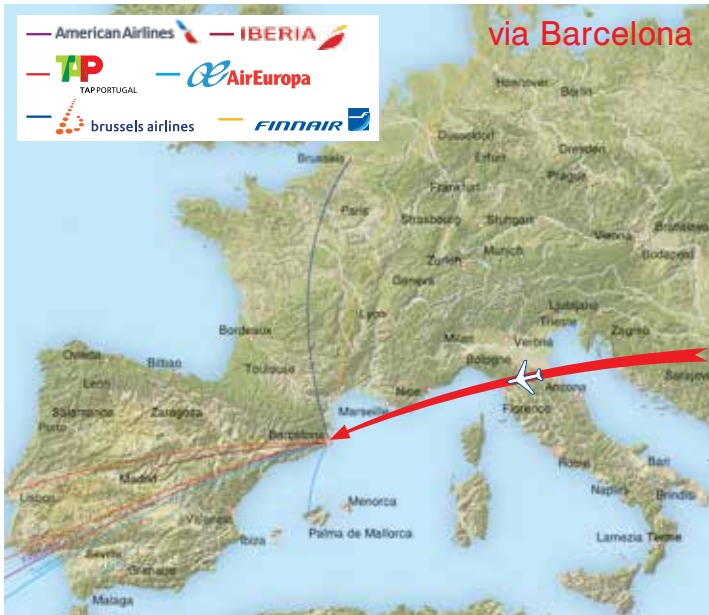 American Airlines IBERIA
TAP
TAP PORTUGAL
AirEuropa
brussels airlines FINNAIR
via Barcelona
Hannover Berlin
Brussels Dusseldorf Erfurt Dresden
Frankfurt Prague
Paris Strasbourg Stuttgart
Munich Vienna Bratislava
Zurich Budapest
Geneva
Lyon Ljubljana
Bordeaux Milan Verona Trieste Zagreb
Oviedo Bilbao Toulouse Bologna
Leon Nice Ancona Sarajevo
Salamanca Zaragoza Marseille Florence
Porto Barcelona
Madrid Rome Bari
Lisbon Menorca Naples Brindisi
Valencia Ibiza Palma de Mallorca Lamezia Terme
Seville
Granada
Malaga